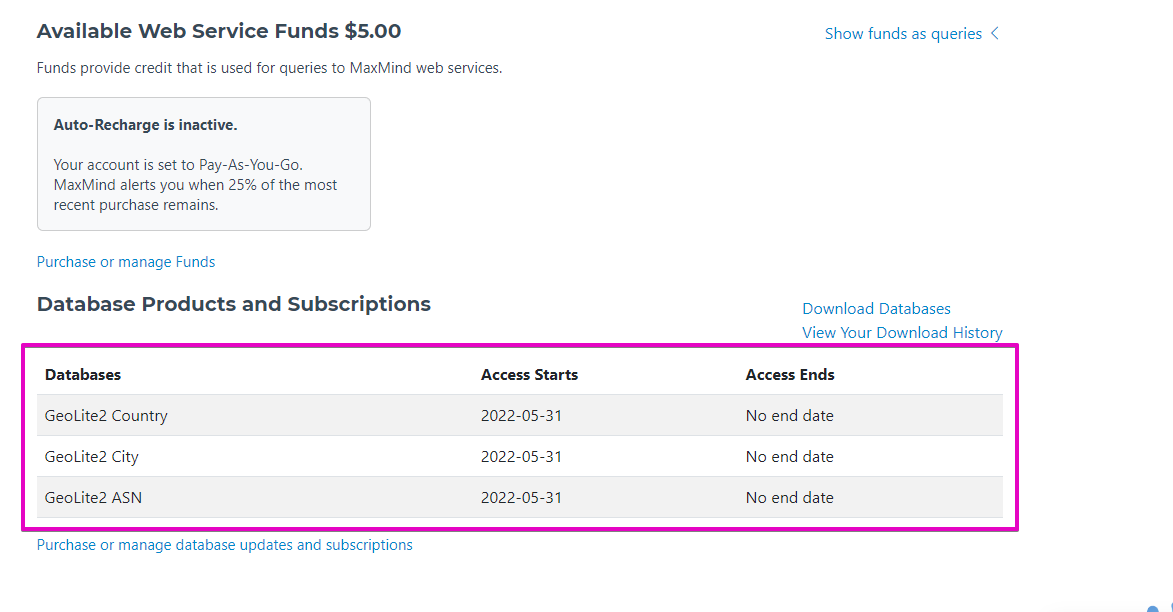 Available Web Service Funds $5.00
Show funds as queries
Funds provide credit that is used for queries to MaxMind web services.
Auto-Recharge is inactive.
Your account is set to Pay-As-You-Go.
MaxMind alerts you when 25% of the most
recent purchase remains.
Purchase or manage Funds
Database Products and Subscriptions
Download Databases
View Your Download History
Databases Access Starts Access Ends
GeoLite2 Country 2022-05-31 No end date
GeoLite2 City 2022-05-31 No end date
GeoLite2 ASN 2022-05-31 No end date
Purchase or manage database updates and subscriptions